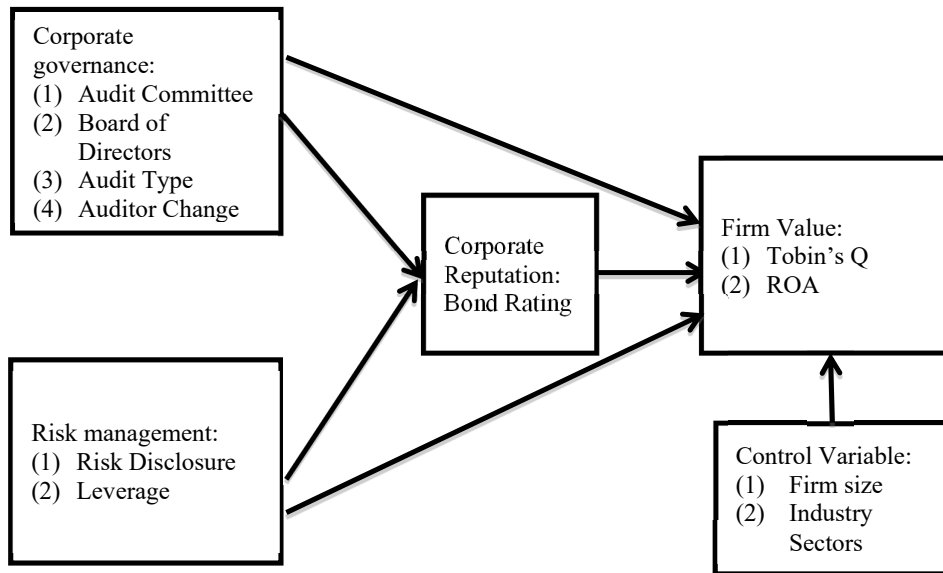 Corporate
governance:
(1) Audit Committee
(2) Board of
Directors
(3) Audit Type
(4) Auditor Change
Corporate
Reputation:
Bond Rating
Firm Value:
(1) Tobin’s Q
(2) ROA
Risk management:
(1) Risk Disclosure
(2) Leverage
Control Variable:
(1) Firm size
(2) Industry
Sectors